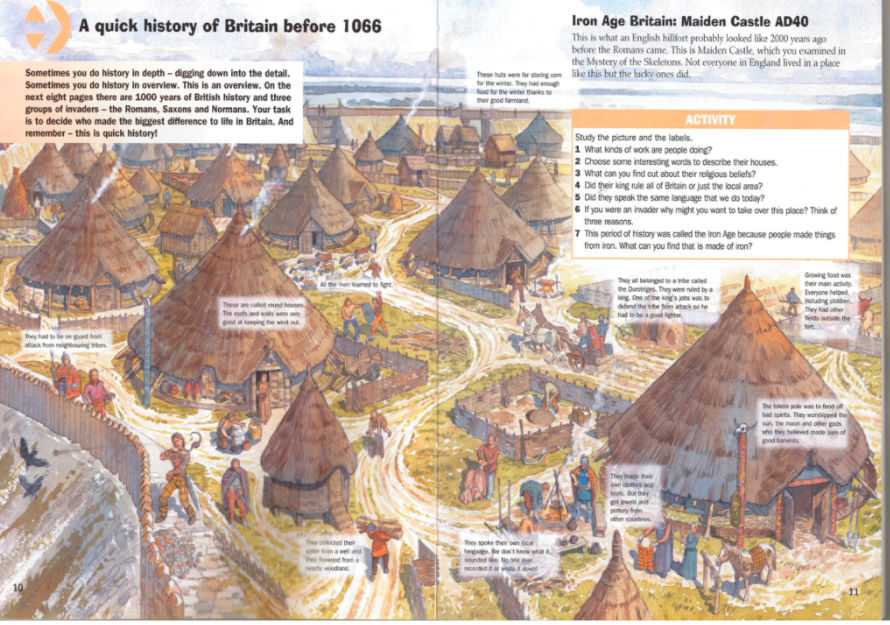 A quick history of Britain before 1066
Sometimes you do history in depth – digging down into the detail.
Sometimes you do history in overview. This is an overview. On the
next eight pages there are 1000 years of British history and three
groups of invaders – the Romans, Saxons and Normans. Your task
is to decide who made the biggest difference to life in Britain. And
remember – this is quick history!
They had to be on guard from
attack from neighbouring tribes.
These are called round houses.
The roofs and walls were very
good at keeping the wind out.
All the men learned to fight.
They collected their
water from a well and
their firewood from a
nearby woodland.
10
These huts were for storing corn
for the winter. They had enough
food for the winter thanks to
their good farmland.
Iron Age Britain: Maiden Castle AD40
This is what an English hillfort probably looked like 2000 years ago
before the Romans came. This is Maiden Castle, which you examined in
the Mystery of the Skeletons. Not everyone in England lived in a place
like this but the lucky ones did.
ACTIVITY
Study the picture and the labels.
1 What kinds of work are people doing?
2 Choose some interesting words to describe their houses.
3 What can you find out about their religious beliefs?
4 Did their king rule all of Britain or just the local area?
5 Did they speak the same language that we do today?
6 If you were an invader why might you want to take over this place? Think of
three reasons.
7 This period of history was called the Iron Age because people made things
from iron. What can you find that is made of iron?
They all belonged to a tribe called
the Durotriges. They were ruled by a
king. One of the king's jobs was to
defend the tribe from attack so he
had to be a good fighter.
Growing food was
their main activity.
Everyone helped,
including children.
They had other
fields outside the
fort.
The totem pole was to fend off
bad spirits. They worshipped the
sun, the moon and other gods
who they believed made sure of
good harvests.
They made their
own clothes and
tools. But they
got jewels and
pottery from
other countries.
They spoke their own local
language. We don't know what it
sounded like. No one ever
recorded it or wrote it down!
11